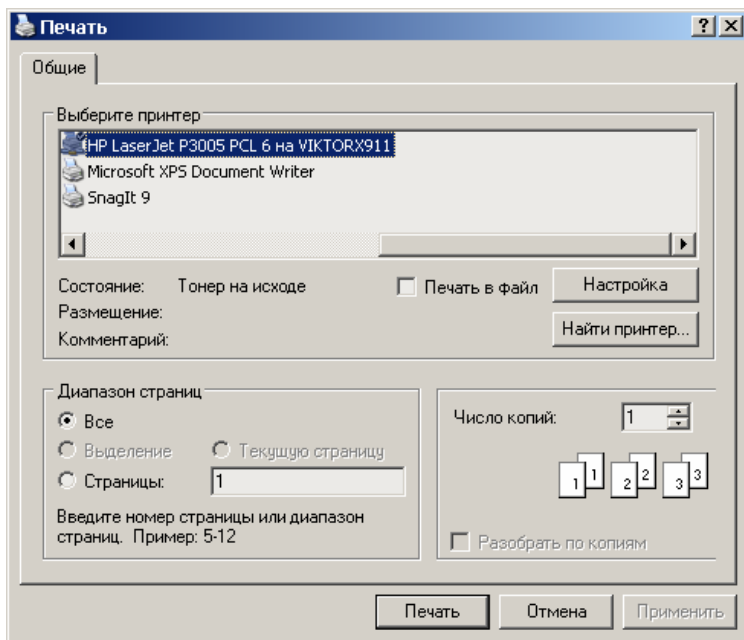 Печать
Общие
Выберите принтер
HP LaserJet P3005 PCL 6 на VIKTORX911
Microsoft XPS Document Writer
SnagIt 9
Состояние: Тонер на исходе
Печать в файл
Настройка
Размещение:
Комментарий:
Найти принтер...
Диапазон страниц
Все
Выделение
Текущую страницу
Страницы: 1
Введите номер страницы или диапазон
страниц. Пример: 5-12
Число копий: 1
1 1 2 2 3 3
Разобрать по копиям
Печать Отмена Применить